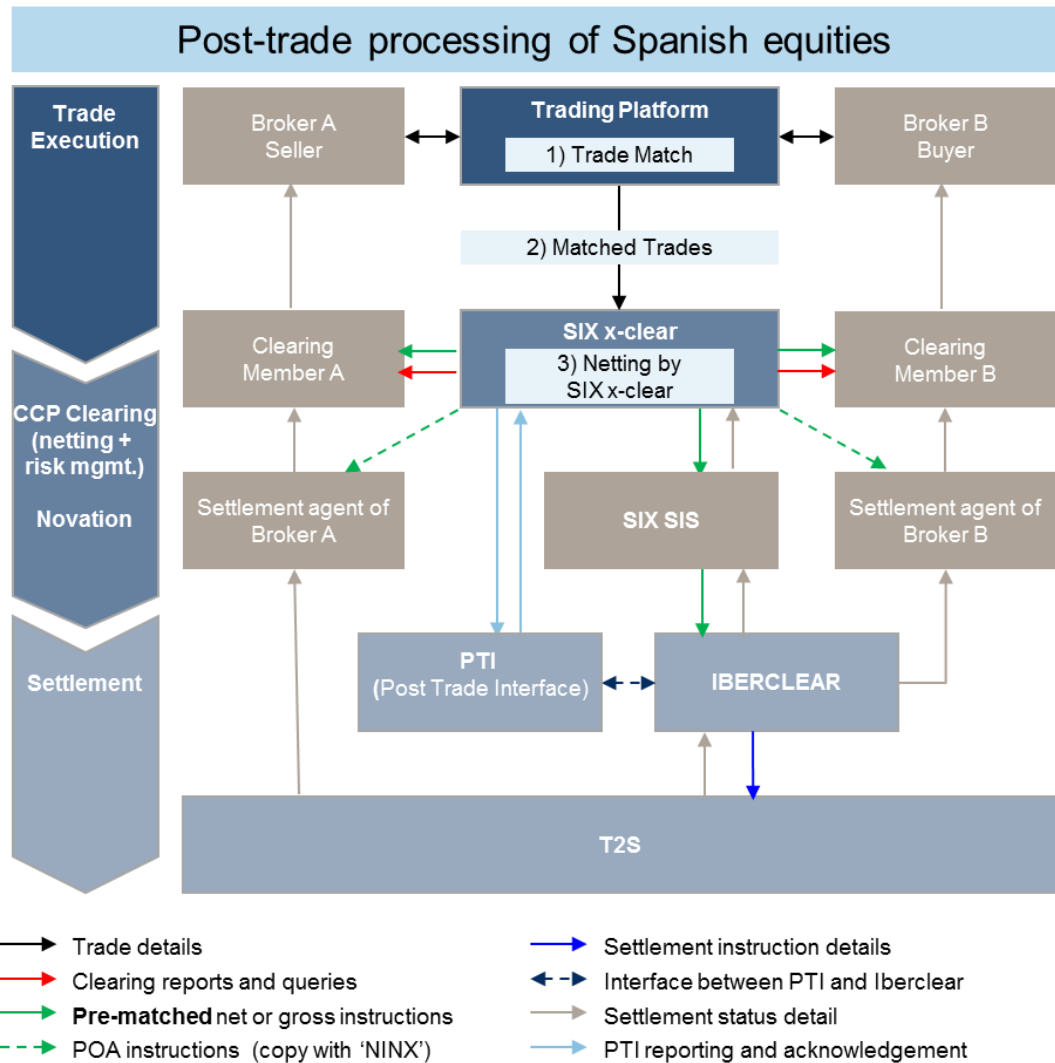 Post-trade processing of Spanish equities
Trade
Execution
Broker A
Seller
Trading Platform
1) Trade Match
Broker B
Buyer
2) Matched Trades
Clearing
Member A
SIX x-clear
3) Netting by
SIX x-clear
Clearing
Member B
CCP Clearing
(netting +
risk mgmt.)
Novation
Settlement agent of
Broker A
SIX SIS
Settlement agent of
Broker B
Settlement
PTI
(Post Trade Interface)
IBERCLEAR
T2S
Trade details
Clearing reports and queries
Pre-matched net or gross instructions
POA instructions (copy with ‘NINX’)
Settlement instruction details
Interface between PTI and Iberclear
Settlement status detail
PTI reporting and acknowledgement